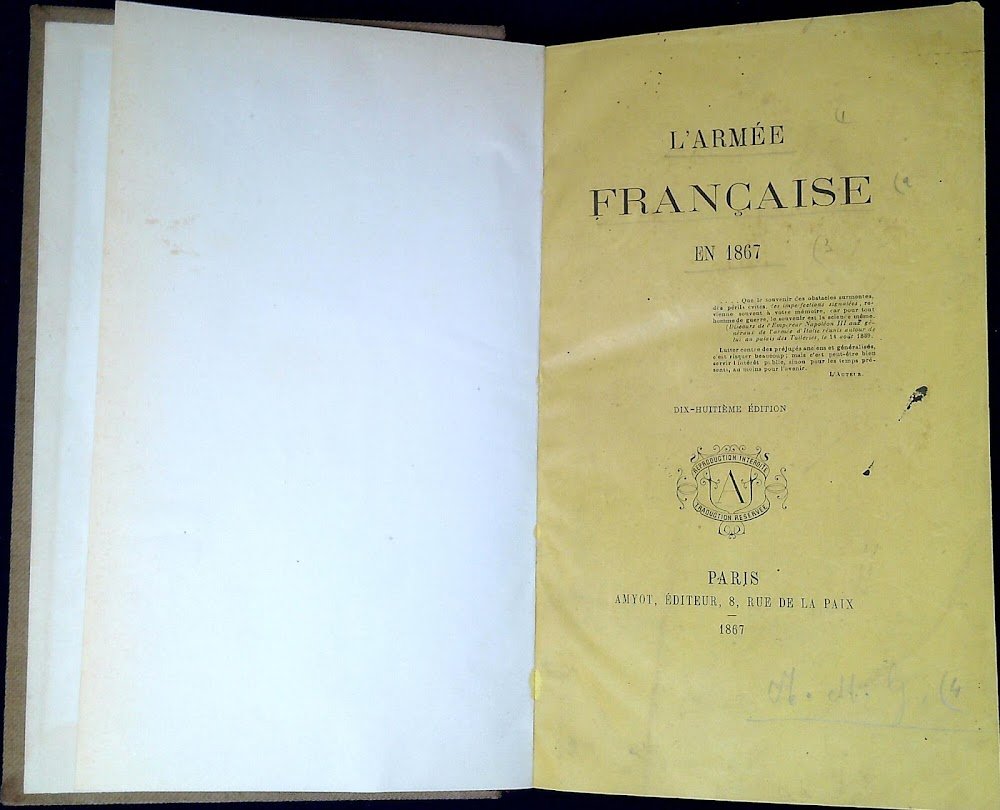 L'ARMÉE
FRANÇAISE
EN 1867
.... Que le souvenir des obstacles surmontés,
des périls évités, des imperfections signalées, re-
vienne souvent à votre mémoire, car pour tout
homme de guerre, le souvenir est la science même.
(Discours de l'Empereur Napoléon III aux gé-
néraux de l'armée d'Italie réunis autour de
lui au palais des Tuileries, le 14 août 1859.
Lutter contre des préjugés anciens et généralisés,
c'est risquer beaucoup; mais c'est peut-être bien
servir l'intérêt public, sinon pour les temps pré-
sents, au moins pour l'avenir.
L'AUTEUR.
DIX-HUITIÈME ÉDITION
REPRODUCTION INTERDITE
A
TRADUCTION RÉSERVÉE
PARIS
AMYOT, ÉDITEUR, 8, RUE DE LA PAIX
1867